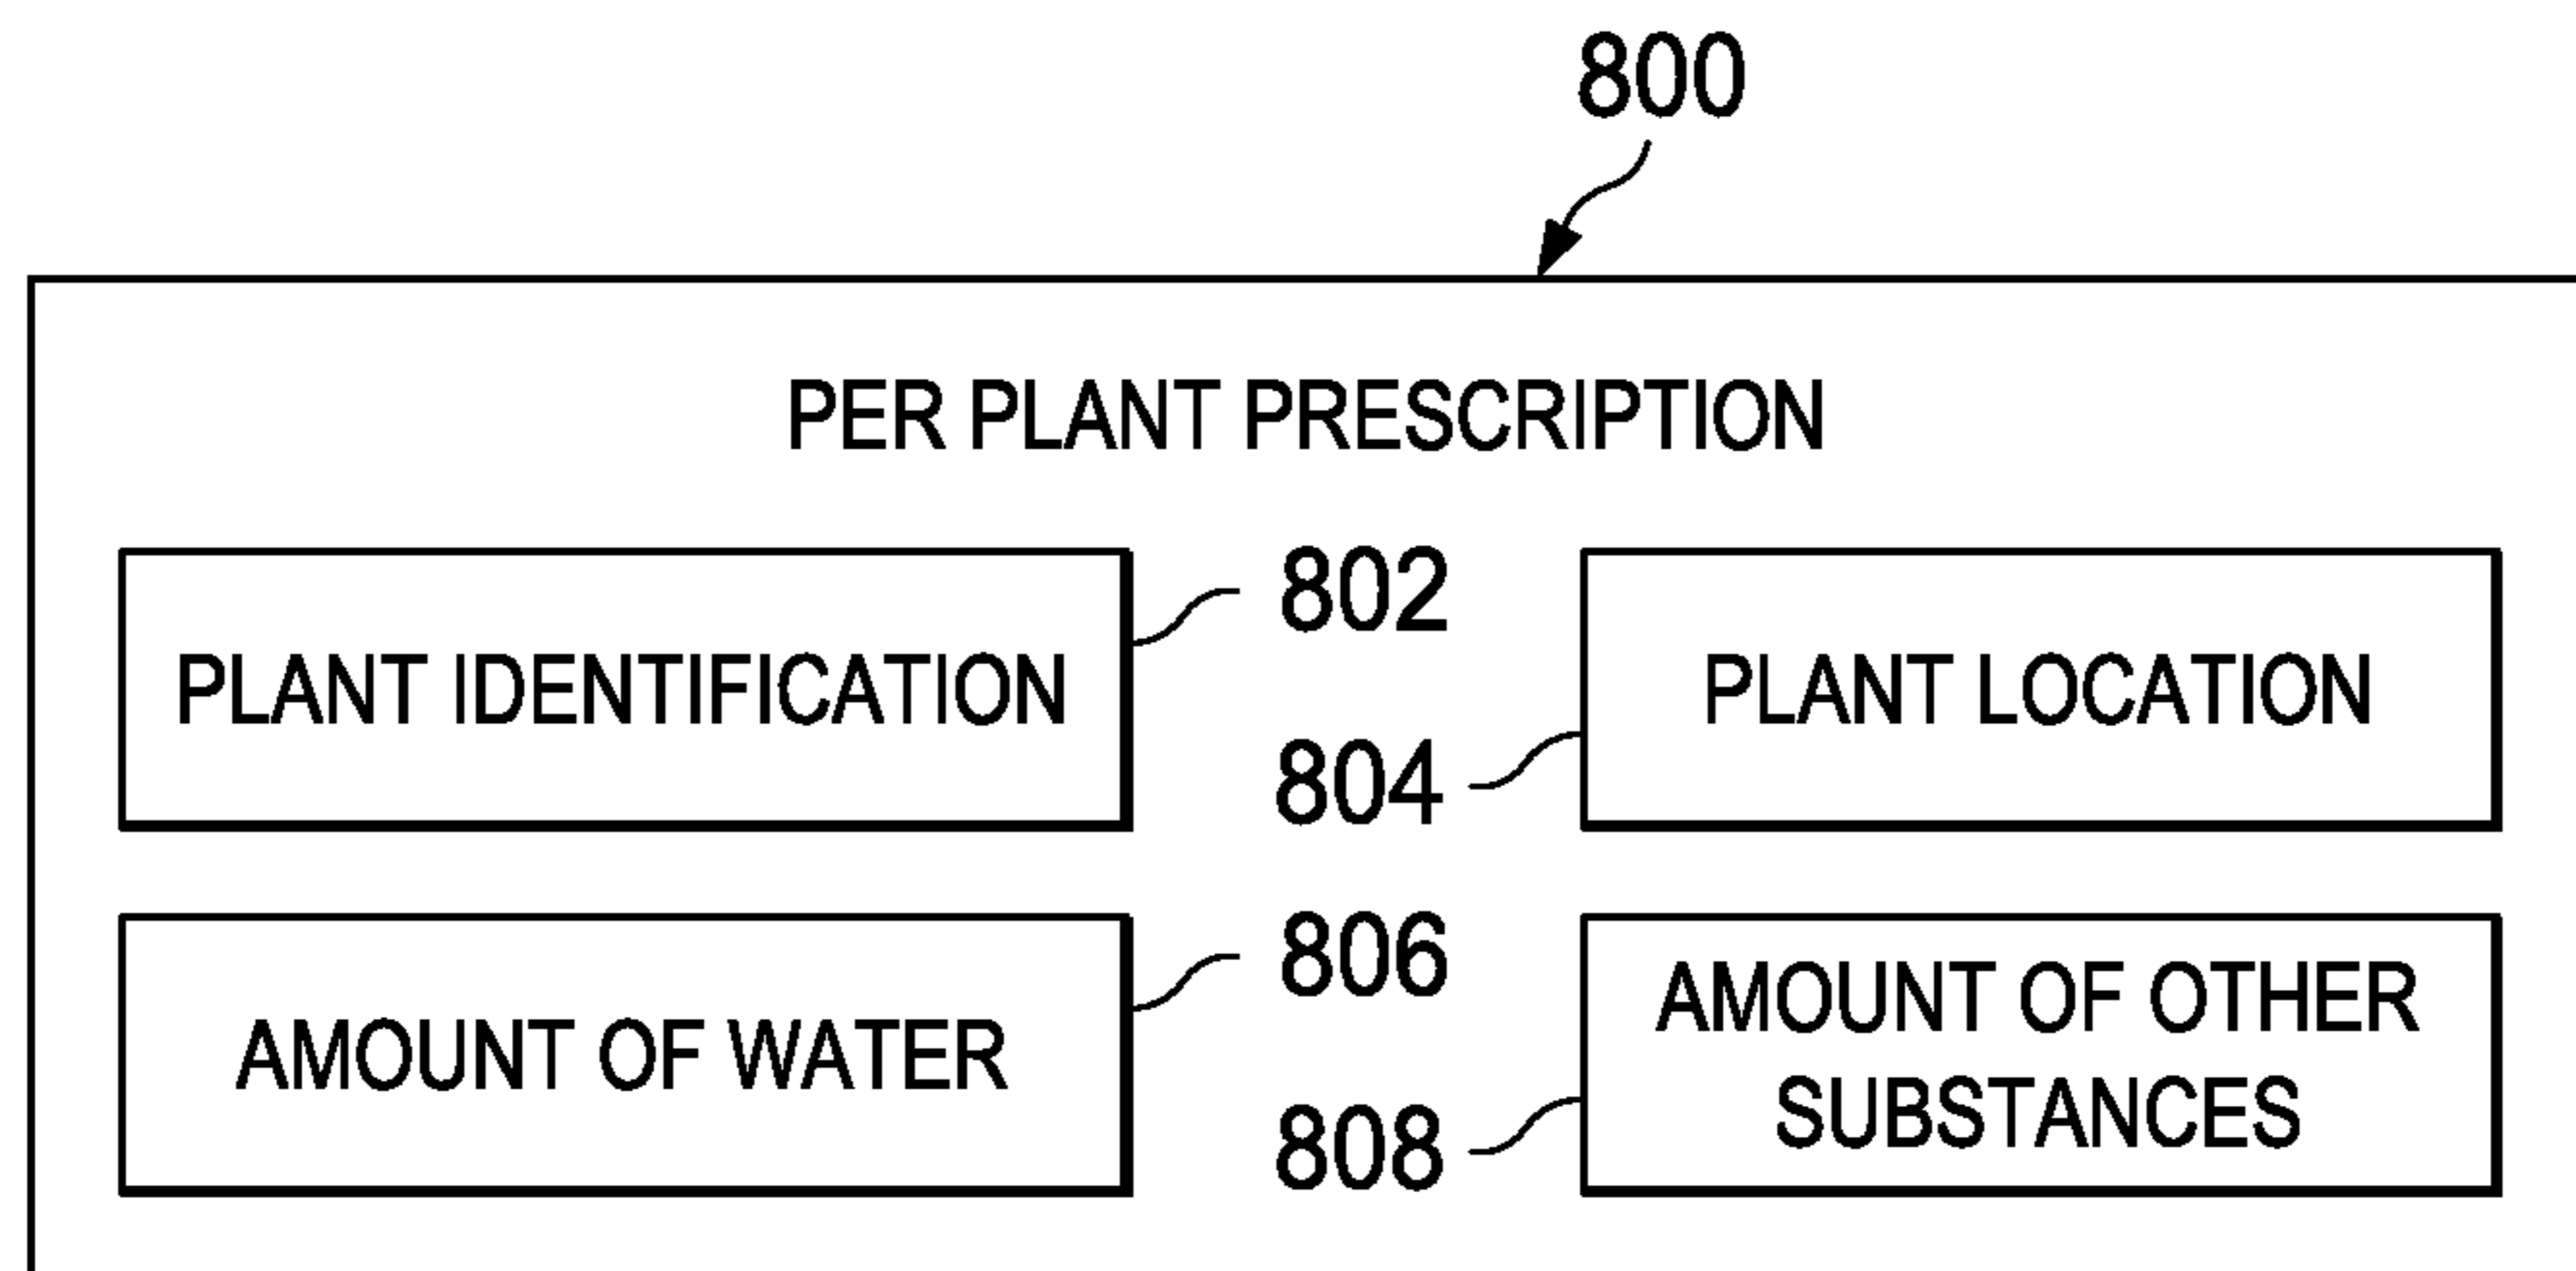 800
PER PLANT PRESCRIPTION
PLANT IDENTIFICATION
802
PLANT LOCATION
804
AMOUNT OF WATER
806
AMOUNT OF OTHER
SUBSTANCES
808